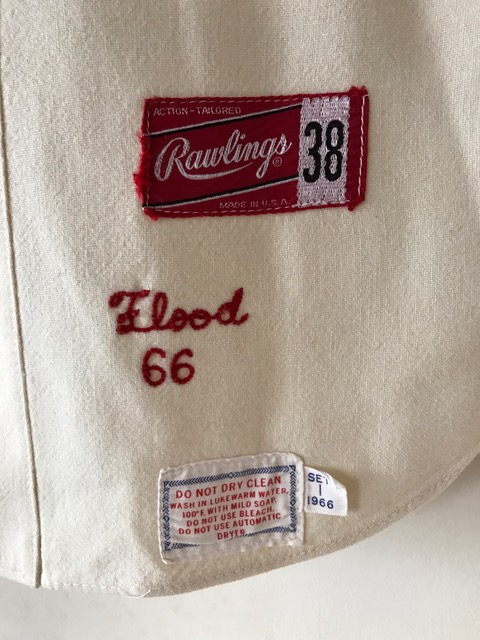 ACTION-TAILORED
Rawlings®
38
MADE IN U.S.A.
Flood
66
DO NOT DRY CLEAN
WASH IN LUKEWARM WATER,
100°F. WITH MILD SOAP.
DO NOT USE BLEACH.
DO NOT USE AUTOMATIC
DRYER.
SET
1
1966